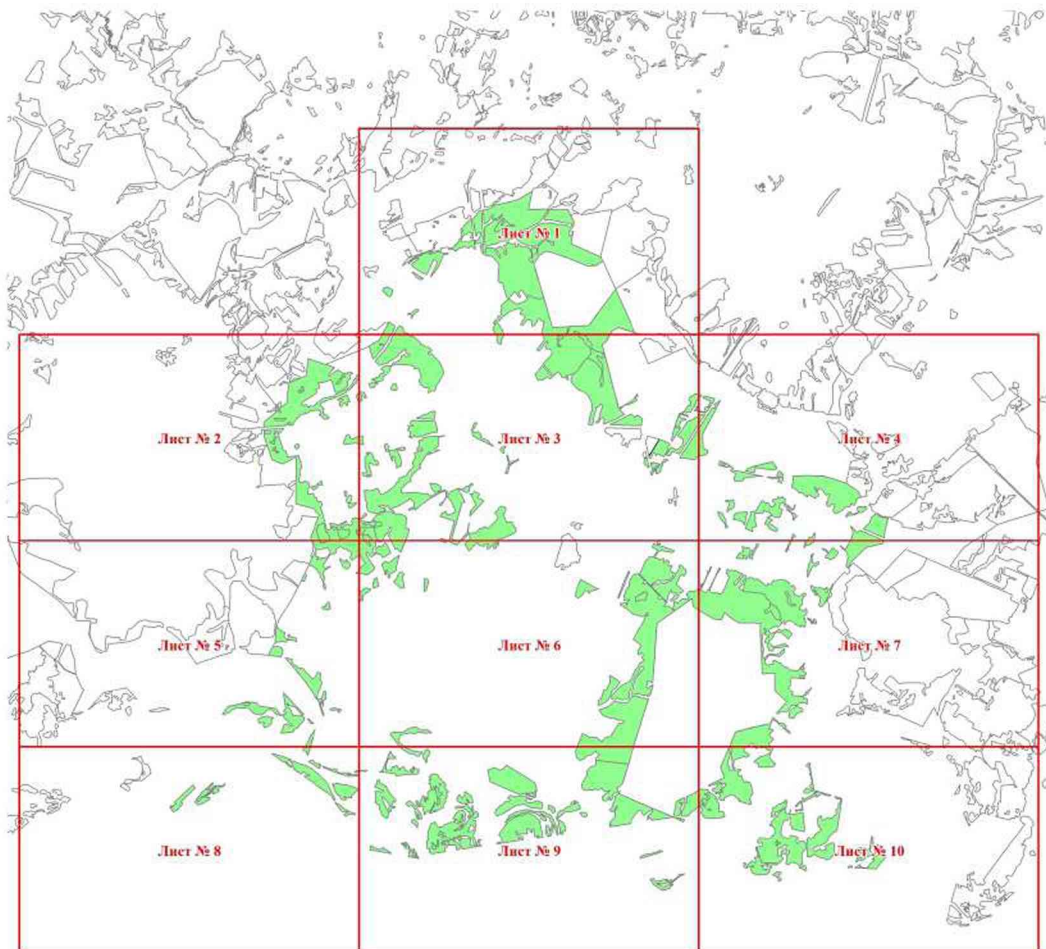 Лист № 1
Лист № 2
Лист № 3
Лист № 4
Лист № 5
Лист № 6
Лист № 7
Лист № 8
Лист № 9
Лист № 10